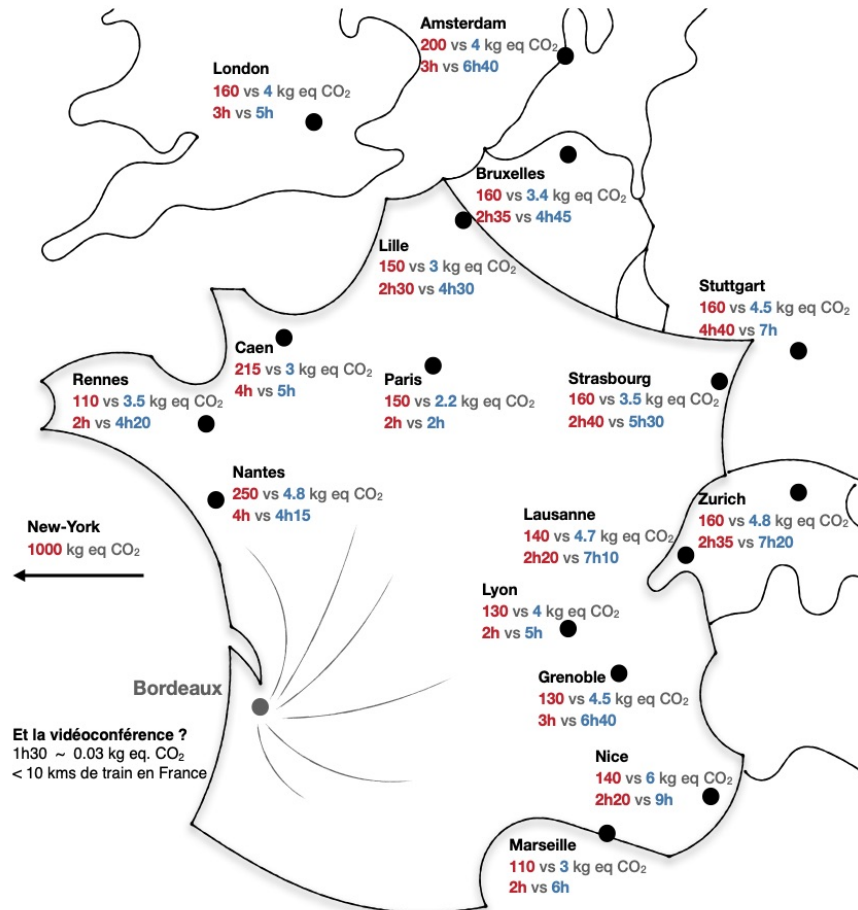 Amsterdam
200 vs 4 kg eq CO₂
3h vs 6h40
London
160 vs 4 kg eq CO₂
3h vs 5h
Bruxelles
160 vs 3.4 kg eq CO₂
2h35 vs 4h45
Lille
150 vs 3 kg eq CO₂
2h30 vs 4h30
Stuttgart
160 vs 4.5 kg eq CO₂
4h40 vs 7h
Caen
215 vs 3 kg eq CO₂
4h vs 5h
Rennes
110 vs 3.5 kg eq CO₂
2h vs 4h20
Paris
150 vs 2.2 kg eq CO₂
2h vs 2h
Strasbourg
160 vs 3.5 kg eq CO₂
2h40 vs 5h30
Nantes
250 vs 4.8 kg eq CO₂
4h vs 4h15
New-York
1000 kg eq CO₂
Lausanne
140 vs 4.7 kg eq CO₂
2h20 vs 7h10
Zurich
160 vs 4.8 kg eq CO₂
2h35 vs 7h20
Lyon
130 vs 4 kg eq CO₂
2h vs 5h
Grenoble
130 vs 4.5 kg eq CO₂
3h vs 6h40
Bordeaux
Et la vidéoconférence ?
1h30 ~ 0.03 kg eq. CO₂
< 10 kms de train en France
Nice
140 vs 6 kg eq CO₂
2h20 vs 9h
Marseille
110 vs 3 kg eq CO₂
2h vs 6h